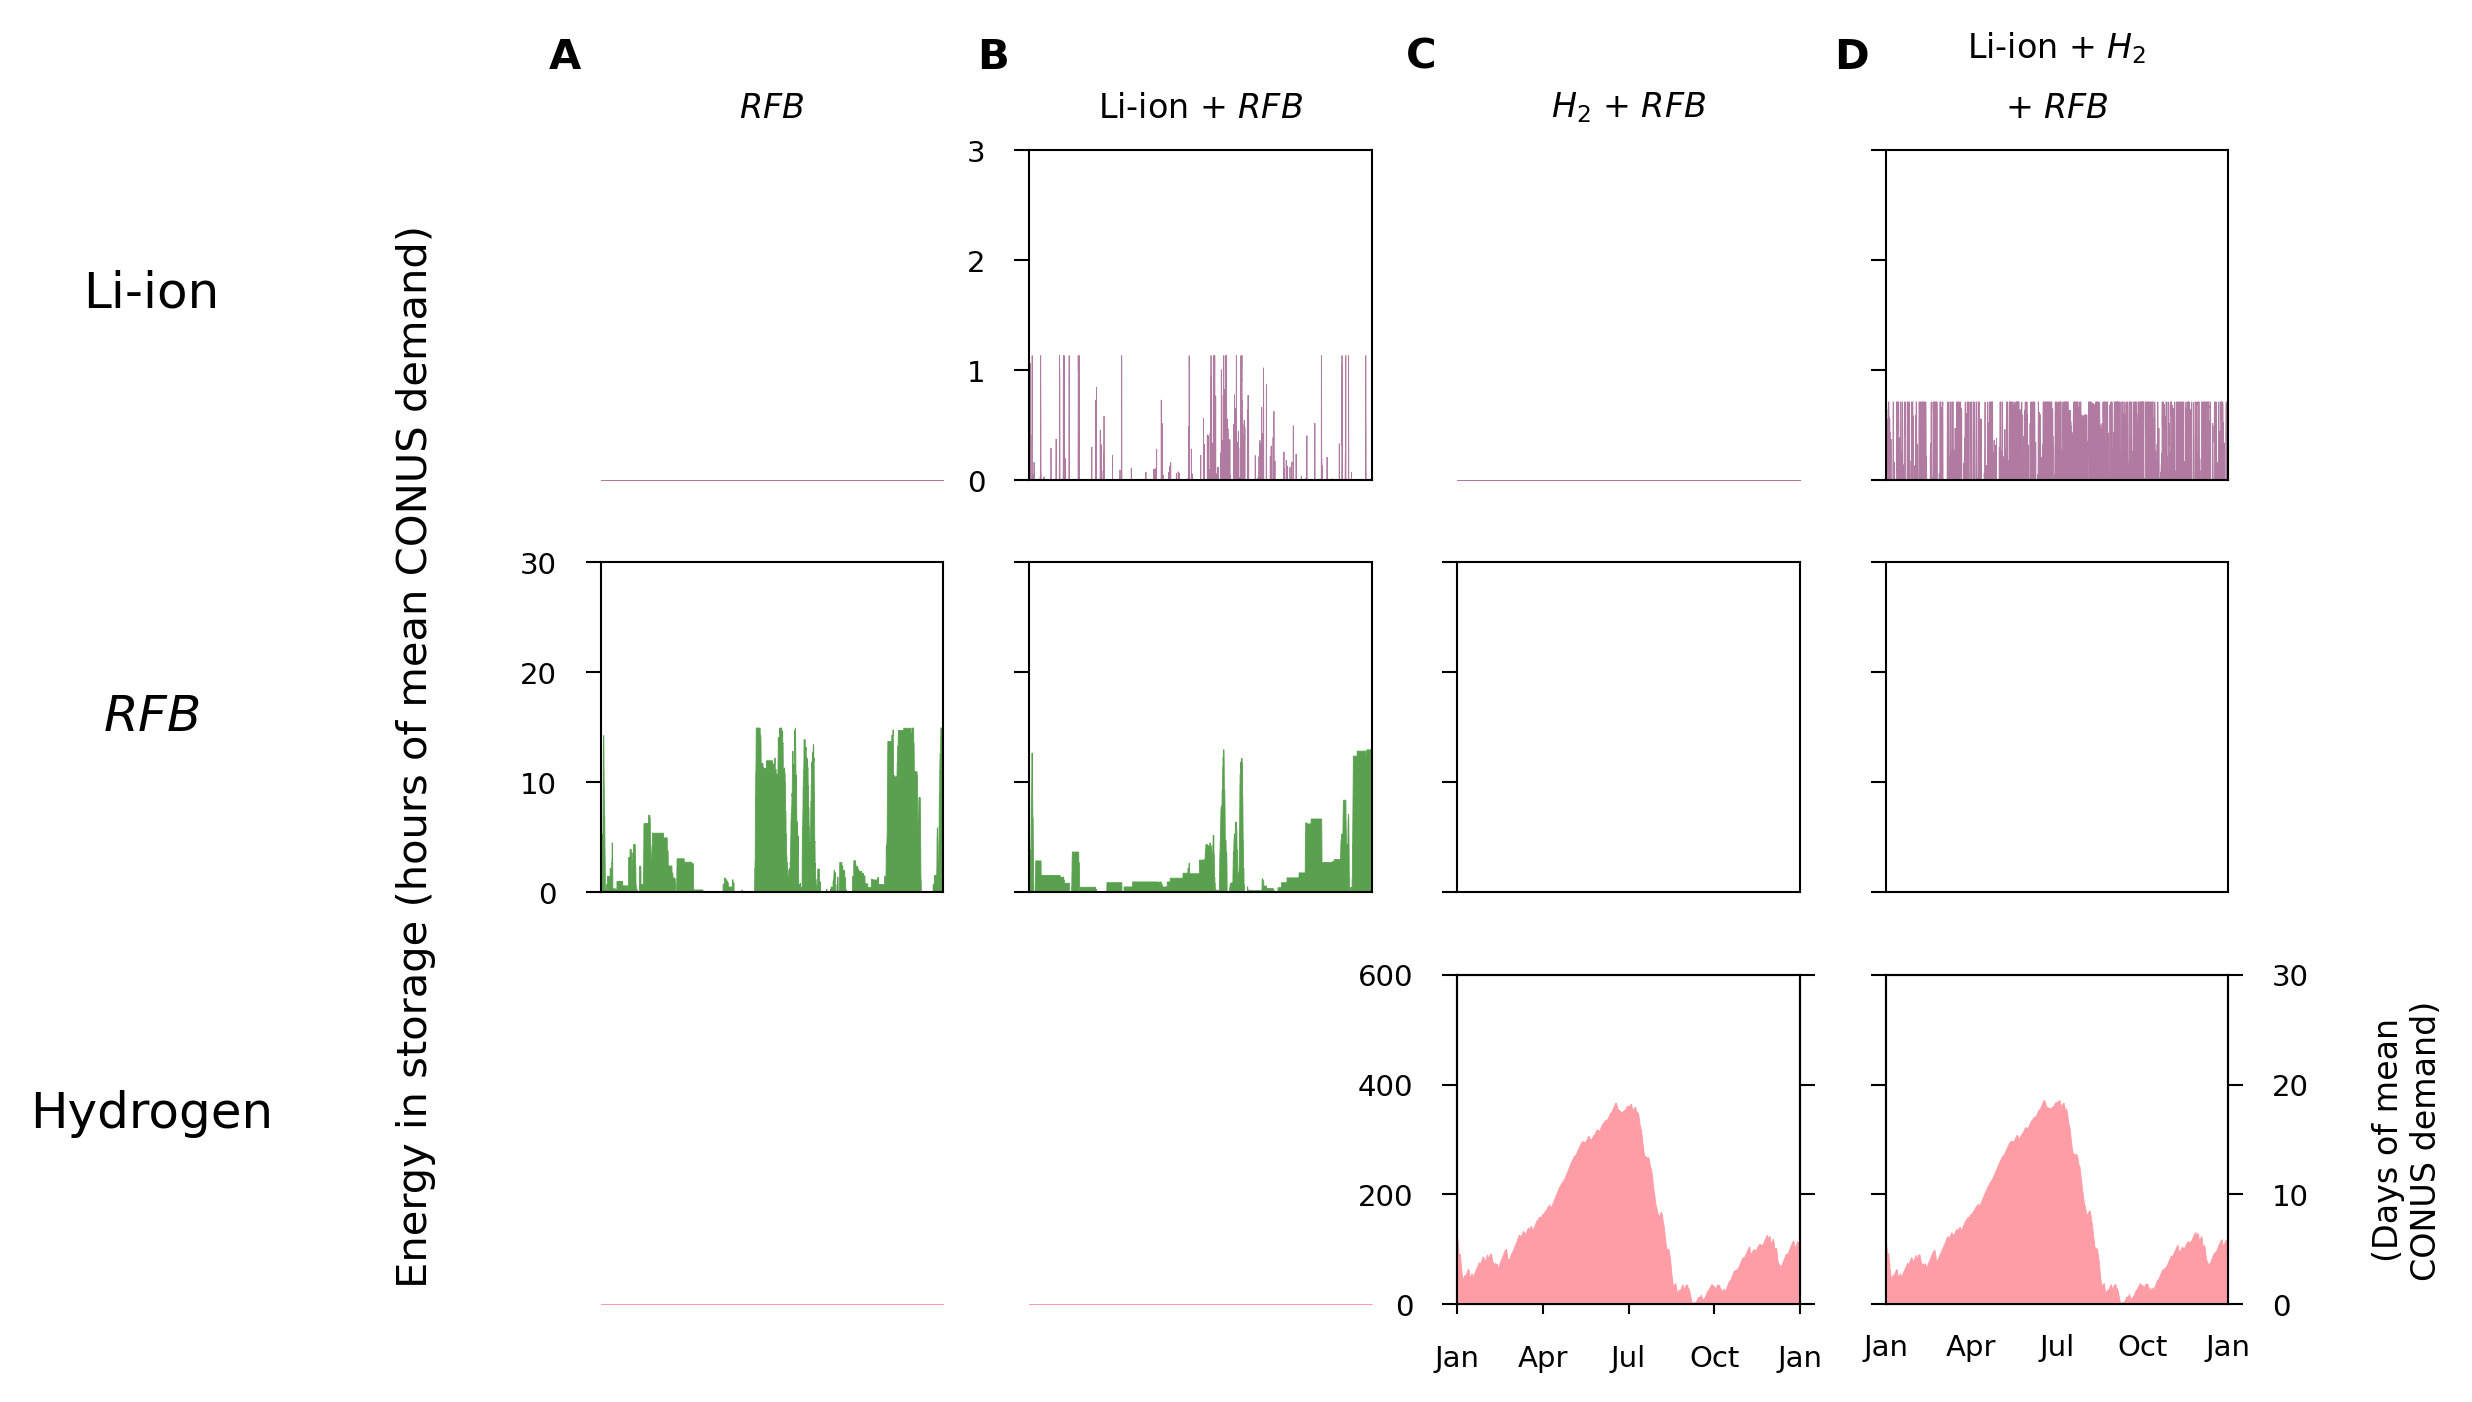 A
B
C
D
RFB
Li-ion + RFB
H₂ + RFB
Li-ion + H₂
+ RFB
Li-ion
RFB
Hydrogen
Energy in storage (hours of mean CONUS demand)
3
2
1
0
30
20
10
0
600
400
200
0
30
20
10
0
(Days of mean
CONUS demand)
Jan Apr Jul Oct Jan
Jan Apr Jul Oct Jan